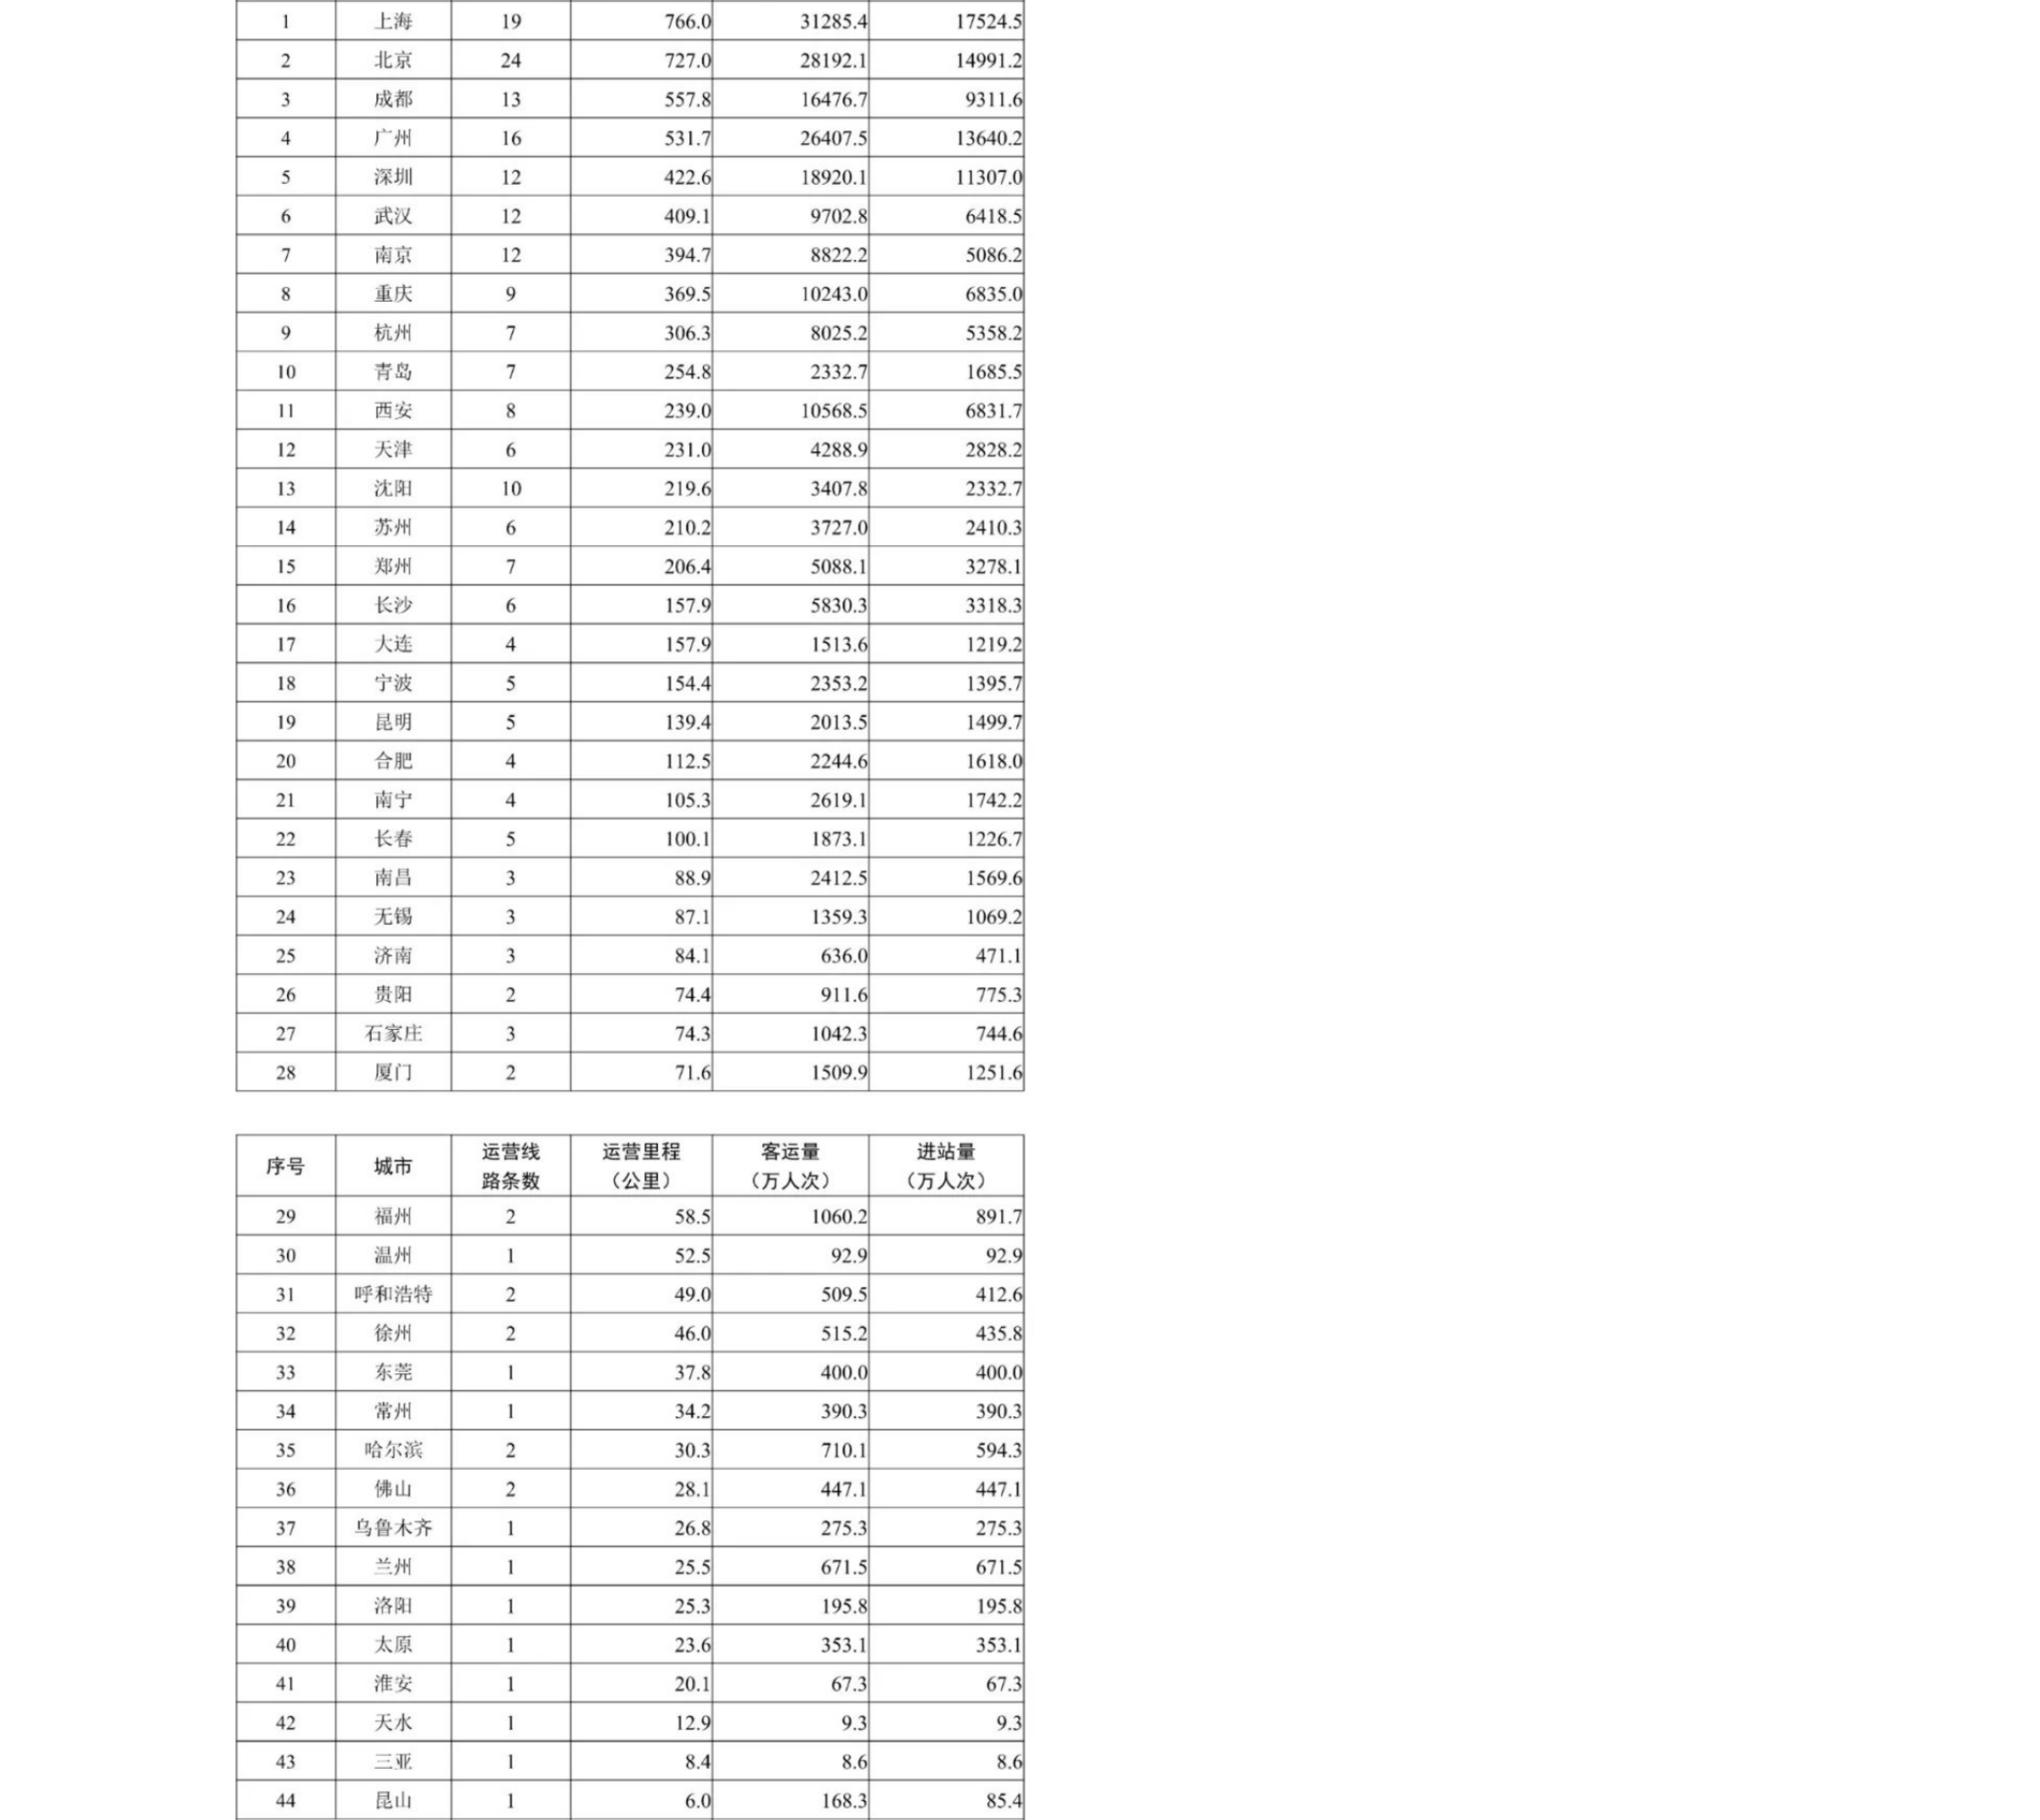 1 上海 19 766.0 31285.4 17524.5
2 北京 24 727.0 28192.1 14991.2
3 成都 13 557.8 16476.7 9311.6
4 广州 16 531.7 26407.5 13640.2
5 深圳 12 422.6 18920.1 11307.0
6 武汉 12 409.1 9702.8 6418.5
7 南京 12 394.7 8822.2 5086.2
8 重庆 9 369.5 10243.0 6835.0
9 杭州 7 306.3 8025.2 5358.2
10 青岛 7 254.8 2332.7 1685.5
11 西安 8 239.0 10568.5 6831.7
12 天津 6 231.0 4288.9 2828.2
13 沈阳 10 219.6 3407.8 2332.7
14 苏州 6 210.2 3727.0 2410.3
15 郑州 7 206.4 5088.1 3278.1
16 长沙 6 157.9 5830.3 3318.3
17 大连 4 157.9 1513.6 1219.2
18 宁波 5 154.4 2353.2 1395.7
19 昆明 5 139.4 2013.5 1499.7
20 合肥 4 112.5 2244.6 1618.0
21 南宁 4 105.3 2619.1 1742.2
22 长春 5 100.1 1873.1 1226.7
23 南昌 3 88.9 2412.5 1569.6
24 无锡 3 87.1 1359.3 1069.2
25 济南 3 84.1 636.0 471.1
26 贵阳 2 74.4 911.6 775.3
27 石家庄 3 74.3 1042.3 744.6
28 厦门 2 71.6 1509.9 1251.6
序号 城市 运营线 运营里程 客运量 进站量
路条数 （公里） （万人次） （万人次）
29 福州 2 58.5 1060.2 891.7
30 温州 1 52.5 92.9 92.9
31 呼和浩特 2 49.0 509.5 412.6
32 徐州 2 46.0 515.2 435.8
33 东莞 1 37.8 400.0 400.0
34 常州 1 34.2 390.3 390.3
35 哈尔滨 2 30.3 710.1 594.3
36 佛山 2 28.1 447.1 447.1
37 乌鲁木齐 1 26.8 275.3 275.3
38 兰州 1 25.5 671.5 671.5
39 洛阳 1 25.3 195.8 195.8
40 太原 1 23.6 353.1 353.1
41 淮安 1 20.1 67.3 67.3
42 天水 1 12.9 9.3 9.3
43 三亚 1 8.4 8.6 8.6
44 昆山 1 6.0 168.3 85.4